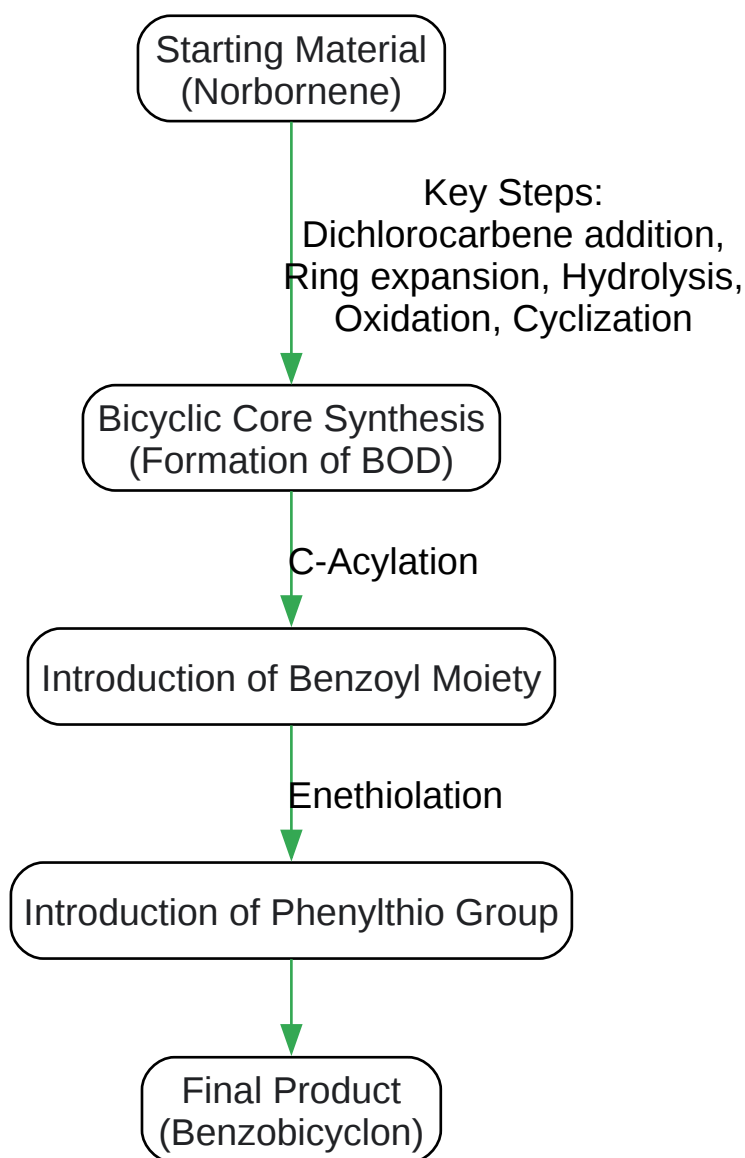 Starting Material
(Norbornene)
Key Steps:
Dichlorocarbene addition,
Ring expansion, Hydrolysis,
Oxidation, Cyclization
Bicyclic Core Synthesis
(Formation of BOD)
C-Acylation
Introduction of Benzoyl Moiety
Enethiolation
Introduction of Phenylthio Group
Final Product
(Benzobicyclon)